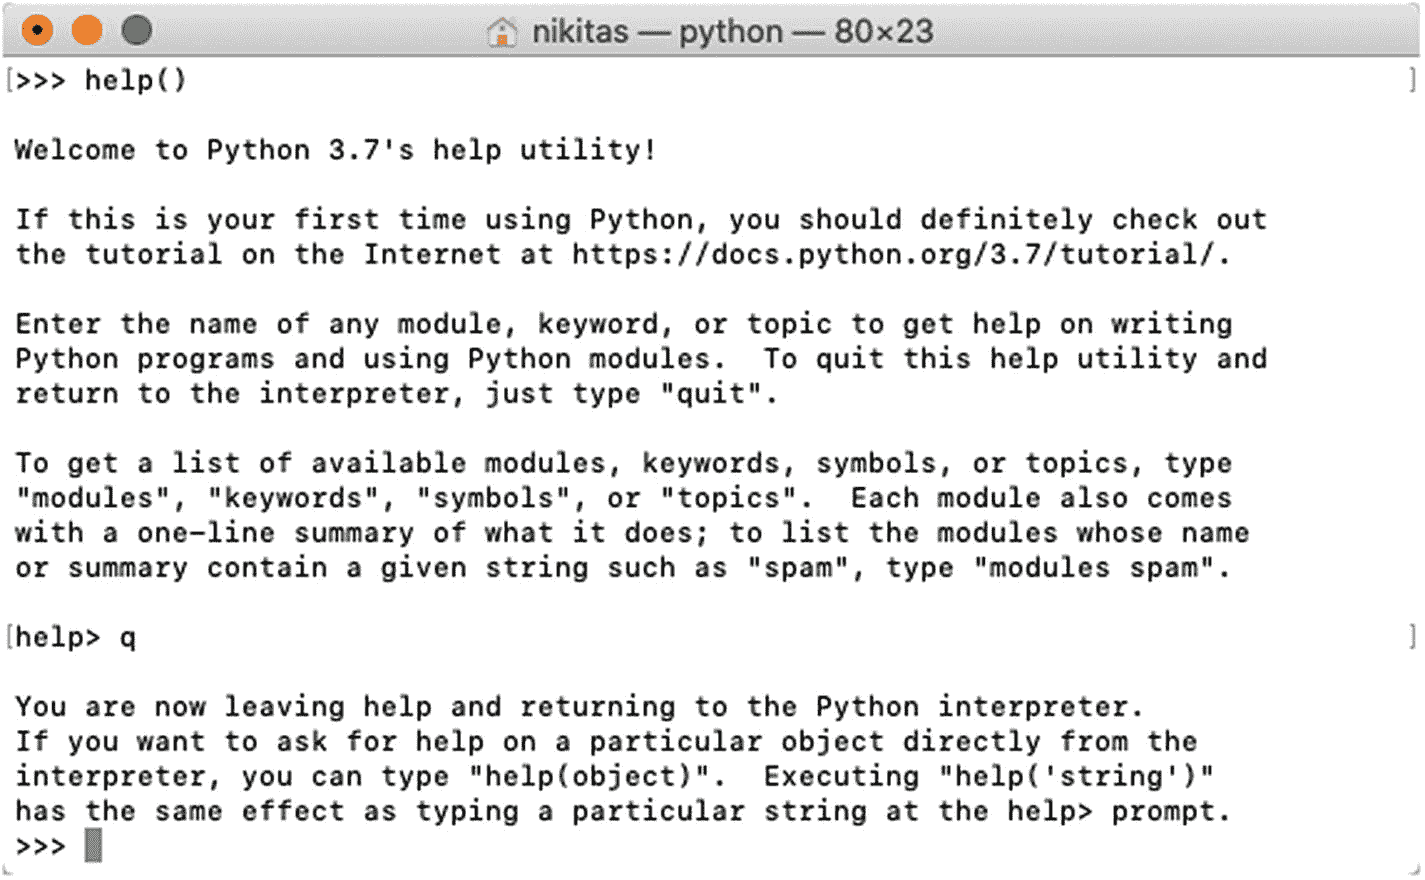 nikitas — python — 80×23
[>>> help() ]
Welcome to Python 3.7's help utility!
If this is your first time using Python, you should definitely check out
the tutorial on the Internet at https://docs.python.org/3.7/tutorial/.
Enter the name of any module, keyword, or topic to get help on writing
Python programs and using Python modules.  To quit this help utility and
return to the interpreter, just type "quit".
To get a list of available modules, keywords, symbols, or topics, type
"modules", "keywords", "symbols", or "topics".  Each module also comes
with a one-line summary of what it does; to list the modules whose name
or summary contain a given string such as "spam", type "modules spam".
[help> q ]
You are now leaving help and returning to the Python interpreter.
If you want to ask for help on a particular object directly from the
interpreter, you can type "help(object)".  Executing "help('string')"
has the same effect as typing a particular string at the help> prompt.
>>>